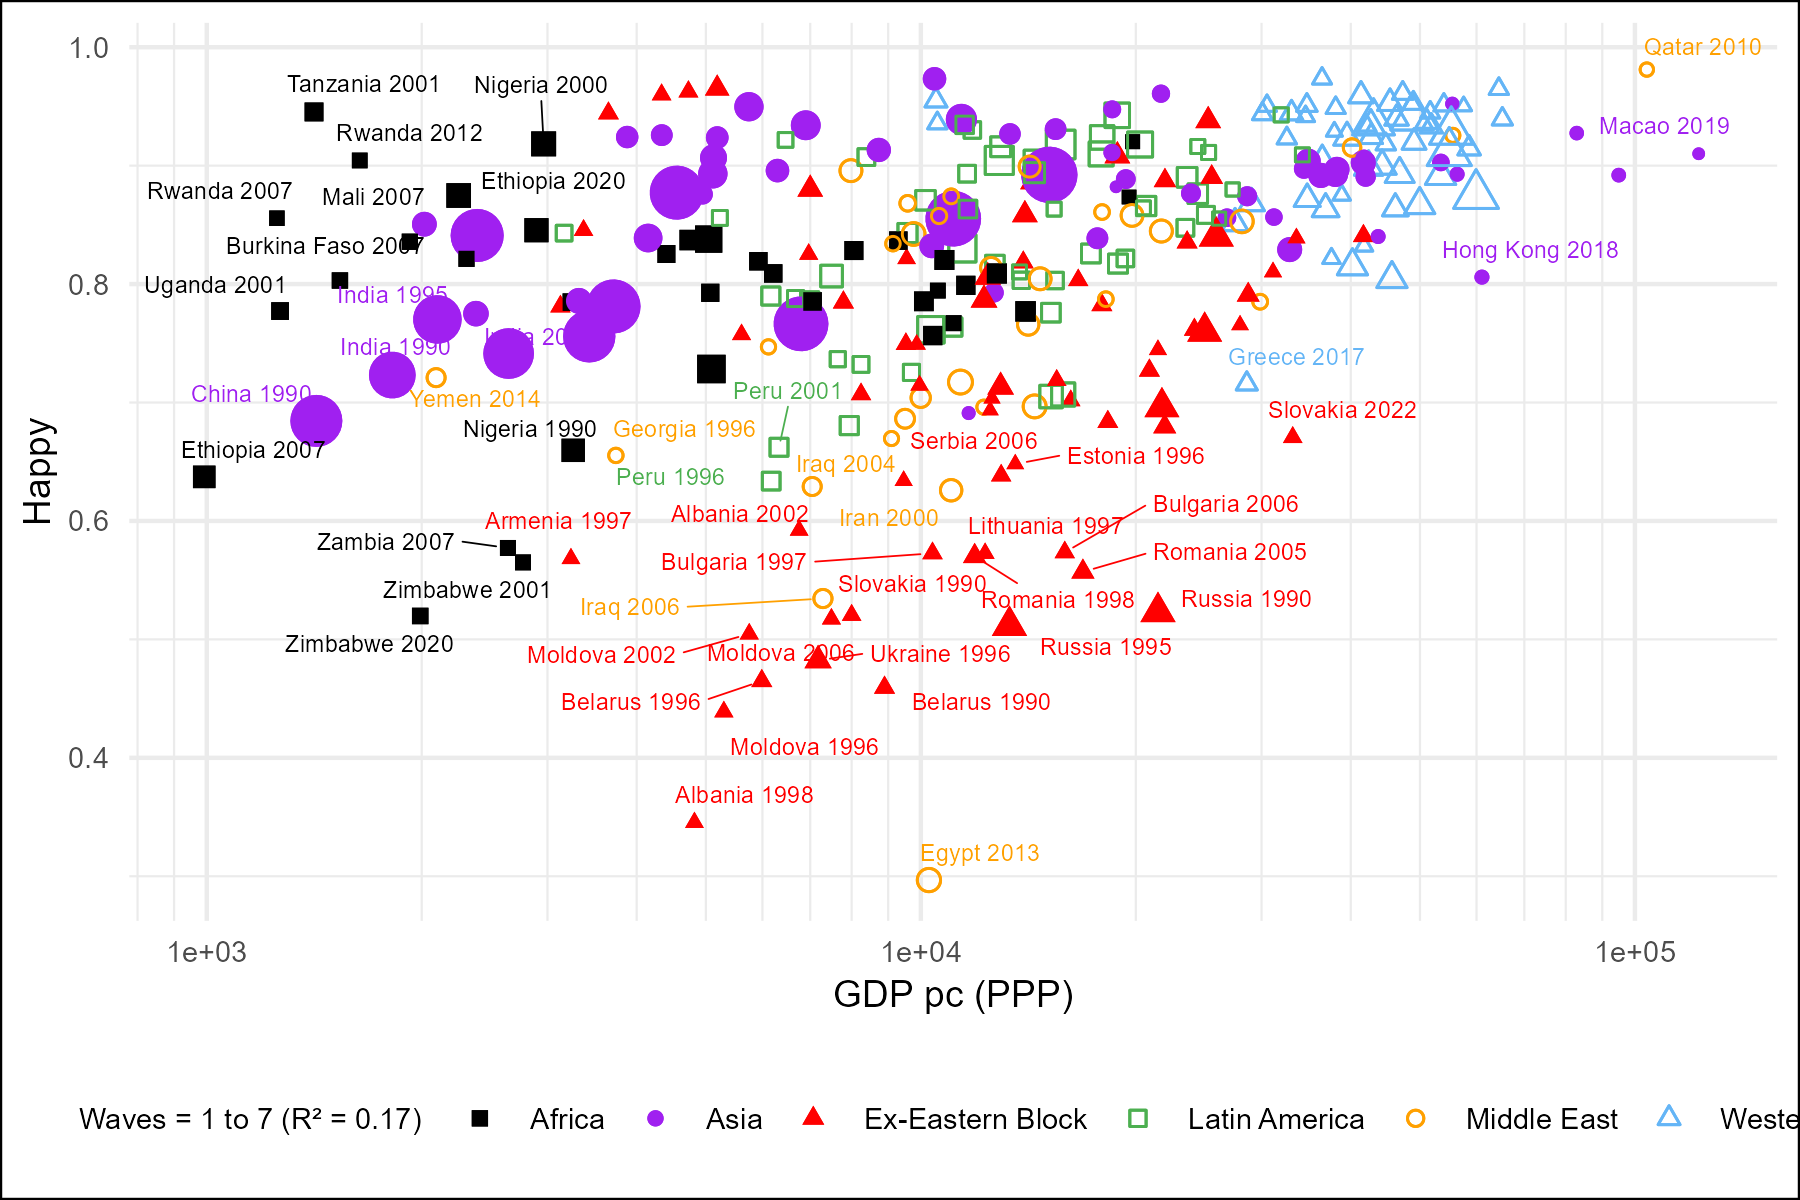 1.0
0.8
0.6
0.4
Happy
Qatar 2010
Tanzania 2001
Nigeria 2000
Rwanda 2012
Macao 2019
Ethiopia 2020
Rwanda 2007
Mali 2007
Burkina Faso 2007
Hong Kong 2018
Uganda 2001
India 1995
India 1990
Greece 2017
China 1990
Yemen 2014
Peru 2001
Slovakia 2022
Nigeria 1990
Georgia 1996
Serbia 2006
Ethiopia 2007
Estonia 1996
Iraq 2004
Peru 1996
Bulgaria 2006
Albania 2002
Iran 2000
Armenia 1997
Lithuania 1997
Zambia 2007
Romania 2005
Bulgaria 1997
Slovakia 1990
Zimbabwe 2001
Romania 1998
Russia 1990
Iraq 2006
Zimbabwe 2020
Russia 1995
Moldova 2002
Moldova 2006
Ukraine 1996
Belarus 1996
Belarus 1990
Moldova 1996
Albania 1998
Egypt 2013
1e+03
1e+04
1e+05
GDP pc (PPP)
Waves = 1 to 7 (R² = 0.17) Africa Asia Ex-Eastern Block Latin America Middle East Weste